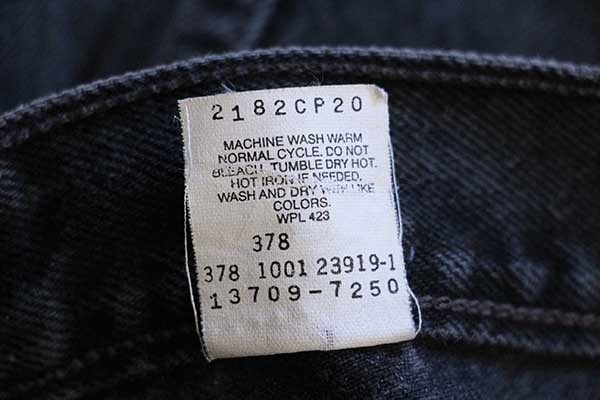 2182CP20
MACHINE WASH WARM
NORMAL CYCLE. DO NOT
BLEACH. TUMBLE DRY HOT.
HOT IRON IF NEEDED.
WASH AND DRY WITH LIKE
COLORS.
WPL 423
378
378 1001 23919-1
13709-7250